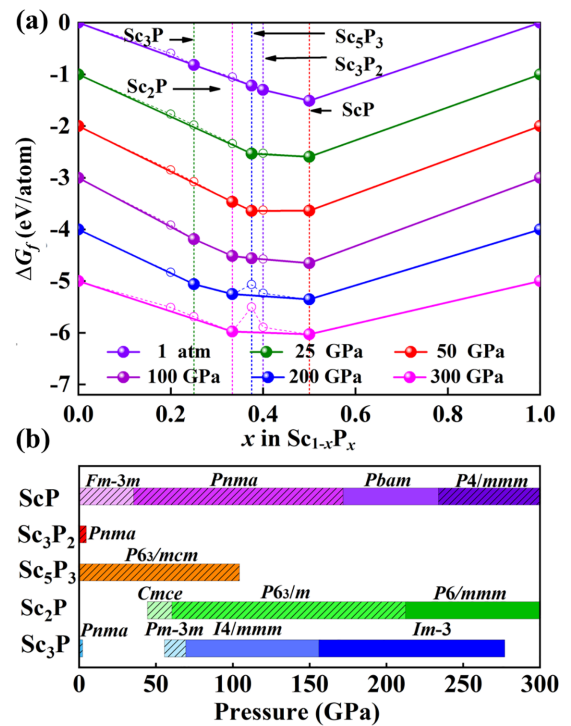 (a)
0
-1
-2
-3
-4
-5
-6
-7
ΔG_f (eV/atom)
Sc₃P
Sc₅P₃
Sc₂P
Sc₃P₂
ScP
1 atm 25 GPa 50 GPa
100 GPa 200 GPa 300 GPa
0.0 0.2 0.4 0.6 0.8 1.0
x in Sc₁₋ₓPₓ
(b)
Fm-3m Pnma Pbam P4/mmm
ScP
Sc₃P₂
Pnma
Sc₅P₃
P6₃/mcm
Cmce P6₃/m P6/mmm
Sc₂P
Pnma Pm-3m I4/mmm Im-3
Sc₃P
0 50 100 150 200 250 300
Pressure (GPa)